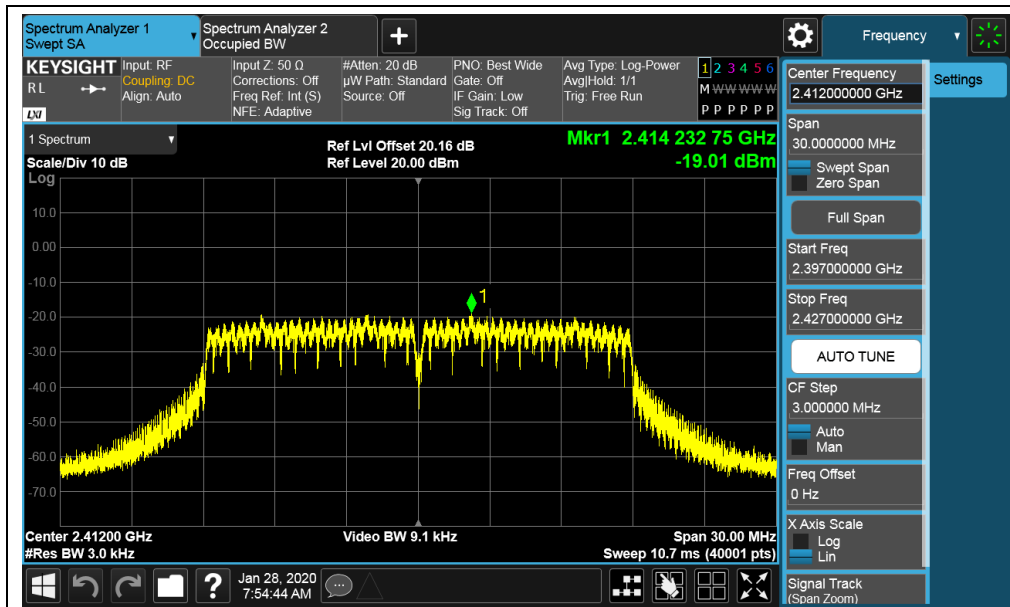 Spectrum Analyzer 1
Swept SA
Spectrum Analyzer 2
Occupied BW
+
Frequency
KEYSIGHT
RL
LXI
Input: RF
Coupling: DC
Align: Auto
Input Z: 50 Ω
Corrections: Off
Freq Ref: Int (S)
NFE: Adaptive
#Atten: 20 dB
µW Path: Standard
Source: Off
PNO: Best Wide
Gate: Off
IF Gain: Low
Sig Track: Off
Avg Type: Log-Power
Avg|Hold: 1/1
Trig: Free Run
1 2 3 4 5 6
M W W W W W
P P P P P P
1 Spectrum
Scale/Div 10 dB
Ref Lvl Offset 20.16 dB
Ref Level 20.00 dBm
Mkr1 2.414 232 75 GHz
-19.01 dBm
Log
10.0
0.00
-10.0
-20.0
-30.0
-40.0
-50.0
-60.0
-70.0
1
Center 2.41200 GHz
#Res BW 3.0 kHz
Video BW 9.1 kHz
Span 30.00 MHz
Sweep 10.7 ms (40001 pts)
Center Frequency
2.412000000 GHz
Span
30.0000000 MHz
Swept Span
Zero Span
Full Span
Start Freq
2.397000000 GHz
Stop Freq
2.427000000 GHz
AUTO TUNE
CF Step
3.000000 MHz
Auto
Man
Freq Offset
0 Hz
X Axis Scale
Log
Lin
Signal Track
(Span Zoom)
Settings
?
Jan 28, 2020
7:54:44 AM